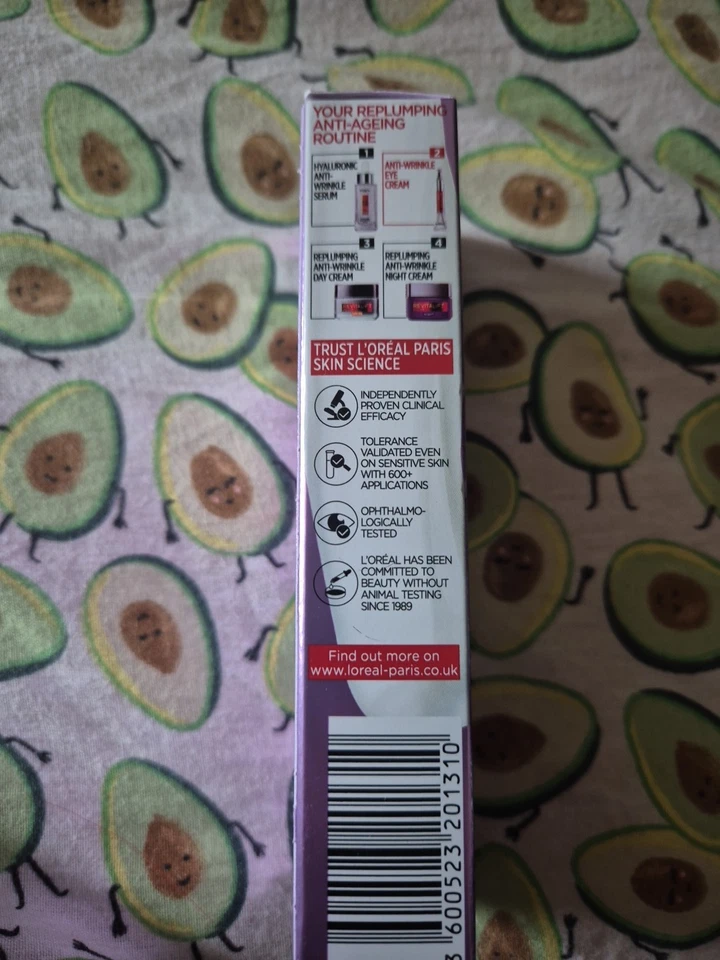 YOUR REPLUMPING
ANTI-AGEING
ROUTINE
1
HYALURONIC
ANTI-
WRINKLE
SERUM
2
ANTI-WRINKLE
EYE
CREAM
3
REPLUMPING
ANTI-WRINKLE
DAY CREAM
4
REPLUMPING
ANTI-WRINKLE
NIGHT CREAM
TRUST L'ORÉAL PARIS
SKIN SCIENCE
INDEPENDENTLY
PROVEN CLINICAL
EFFICACY
TOLERANCE
VALIDATED EVEN
ON SENSITIVE SKIN
WITH 600+
APPLICATIONS
OPHTHALMO-
LOGICALLY
TESTED
L'ORÉAL HAS BEEN
COMMITTED TO
BEAUTY WITHOUT
ANIMAL TESTING
SINCE 1989
Find out more on
www.loreal-paris.co.uk
3 600523 201310